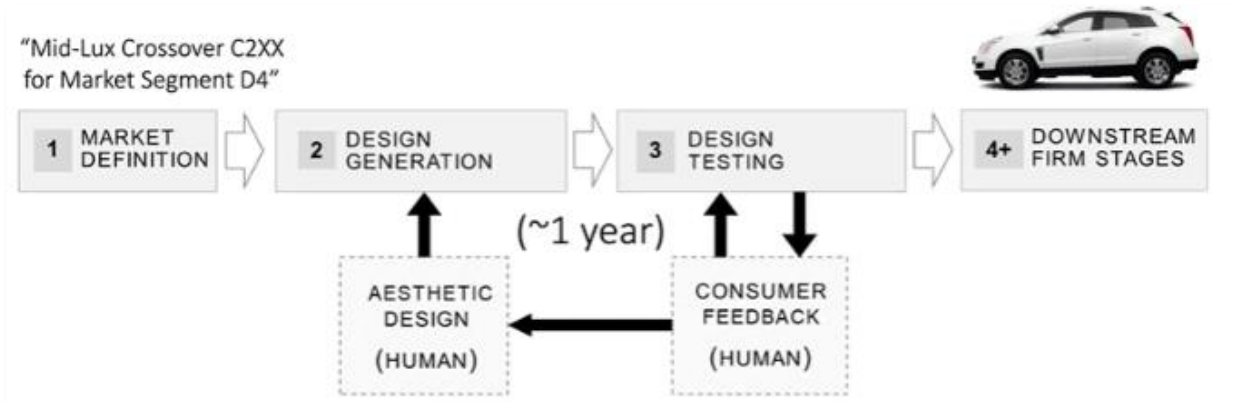 “Mid-Lux Crossover C2XX
for Market Segment D4”
1
MARKET
DEFINITION
2
DESIGN
GENERATION
3
DESIGN
TESTING
4+
DOWNSTREAM
FIRM STAGES
(~1 year)
AESTHETIC
DESIGN
(HUMAN)
CONSUMER
FEEDBACK
(HUMAN)